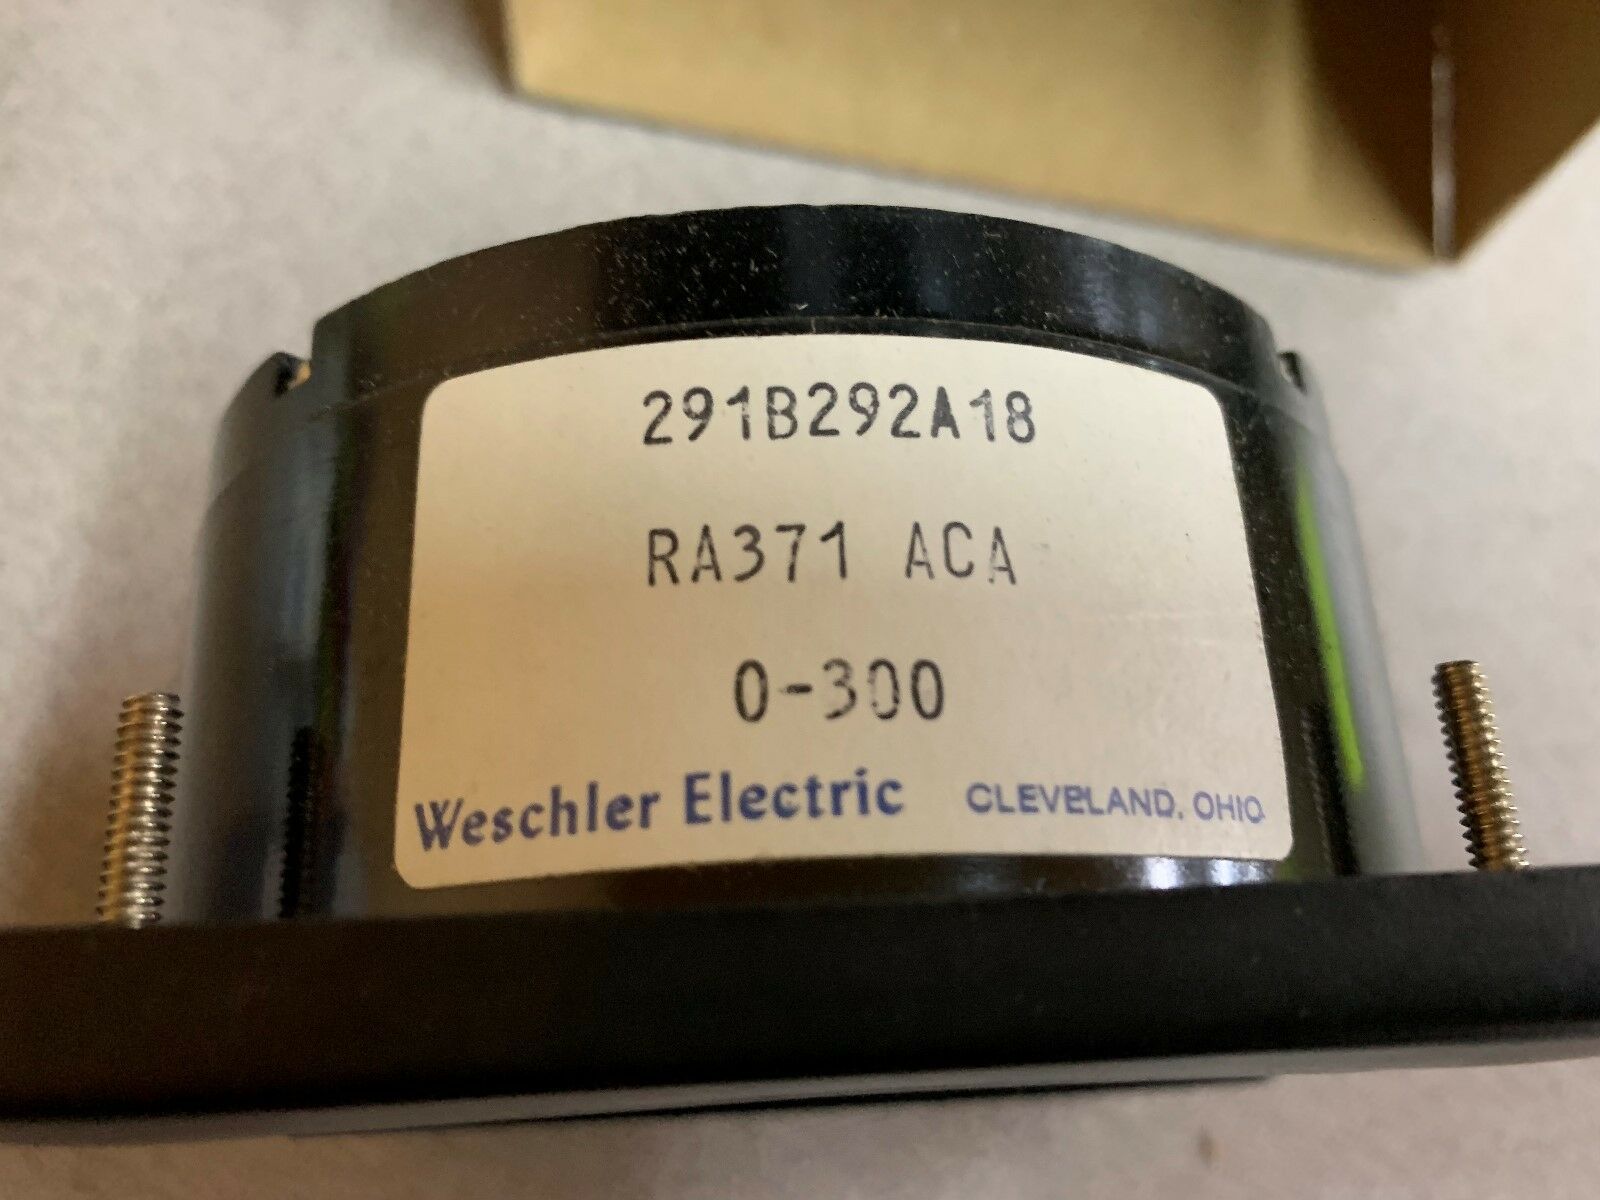 291B292A18
RA371 ACA
0-300
Weschler Electric CLEVELAND, OHIO